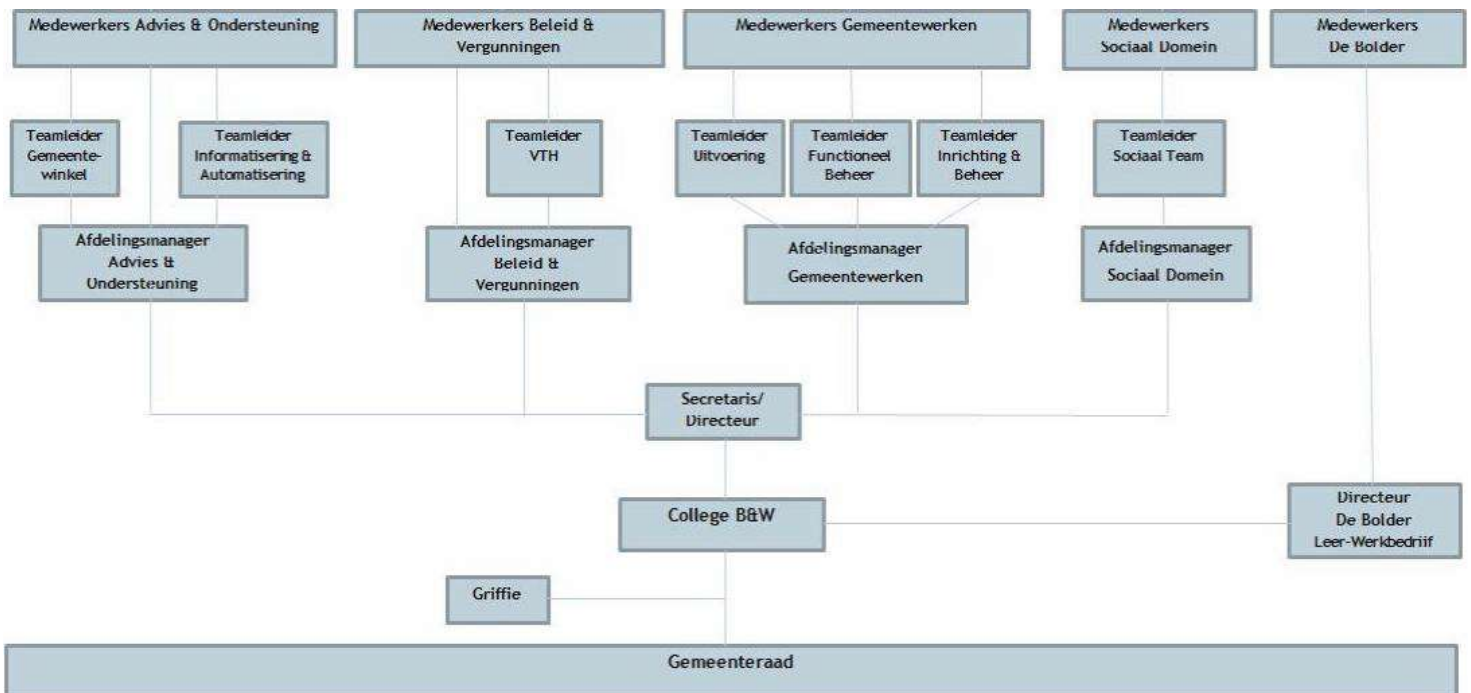 Medewerkers Advies & Ondersteuning
Medewerkers Beleid &
Vergunningen
Medewerkers Gemeentewerken
Medewerkers
Sociaal Domein
Medewerkers
De Bolder
Teamleider
Gemeente-
winkel
Teamleider
Informatisering &
Automatisering
Teamleider
VTH
Teamleider
Uitvoering
Teamleider
Functioneel
Beheer
Teamleider
Inrichting &
Beheer
Teamleider
Sociaal Team
Afdelingsmanager
Advies &
Ondersteuning
Afdelingsmanager
Beleid &
Vergunningen
Afdelingsmanager
Gemeentewerken
Afdelingsmanager
Sociaal Domein
Secretaris/
Directeur
College B&W
Directeur
De Bolder
Leer-Werkbedrijf
Griffie
Gemeenteraad